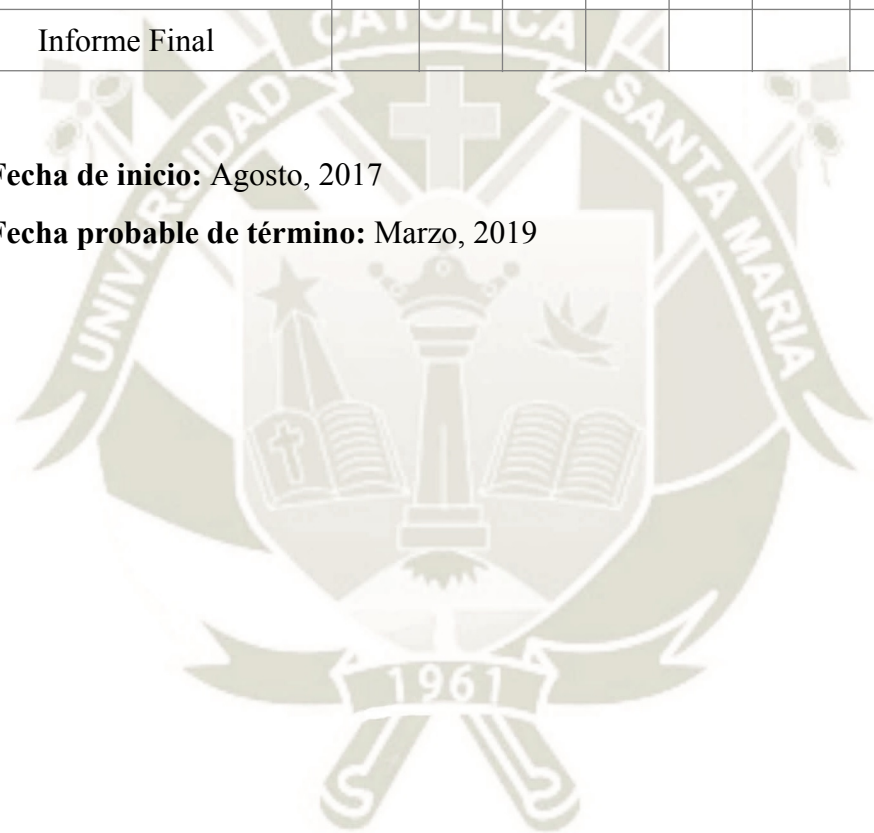 Informe Final
Fecha de inicio: Agosto, 2017
Fecha probable de término: Marzo, 2019
UNIVERSIDAD CATOLICA SANTA MARIA
1961